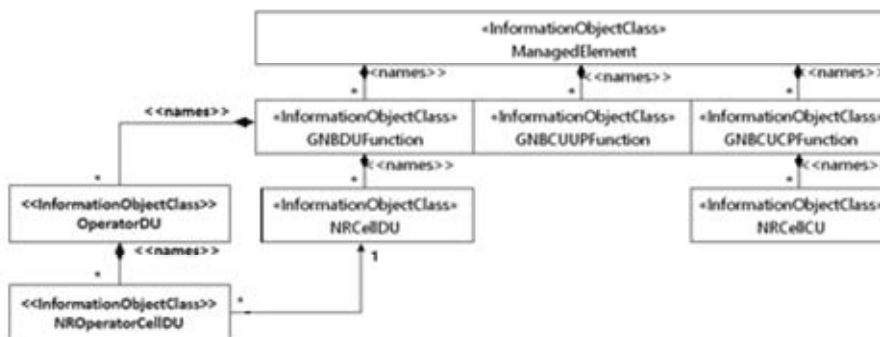 «InformationObjectClass»
ManagedElement
<<names>>
<<names>>
<<names>>
*
*
*
<<names>>
«InformationObjectClass»
GNBDUFunction
«InformationObjectClass»
GNBCUUPFunction
«InformationObjectClass»
GNBCUCPFunction
<<names>>
<<names>>
*
*
*
<<InformationObjectClass>>
OperatorDU
«InformationObjectClass»
NRCellDU
«InformationObjectClass»
NRCellCU
<<names>>
1
*
*
<<InformationObjectClass>>
NROperatorCellDU